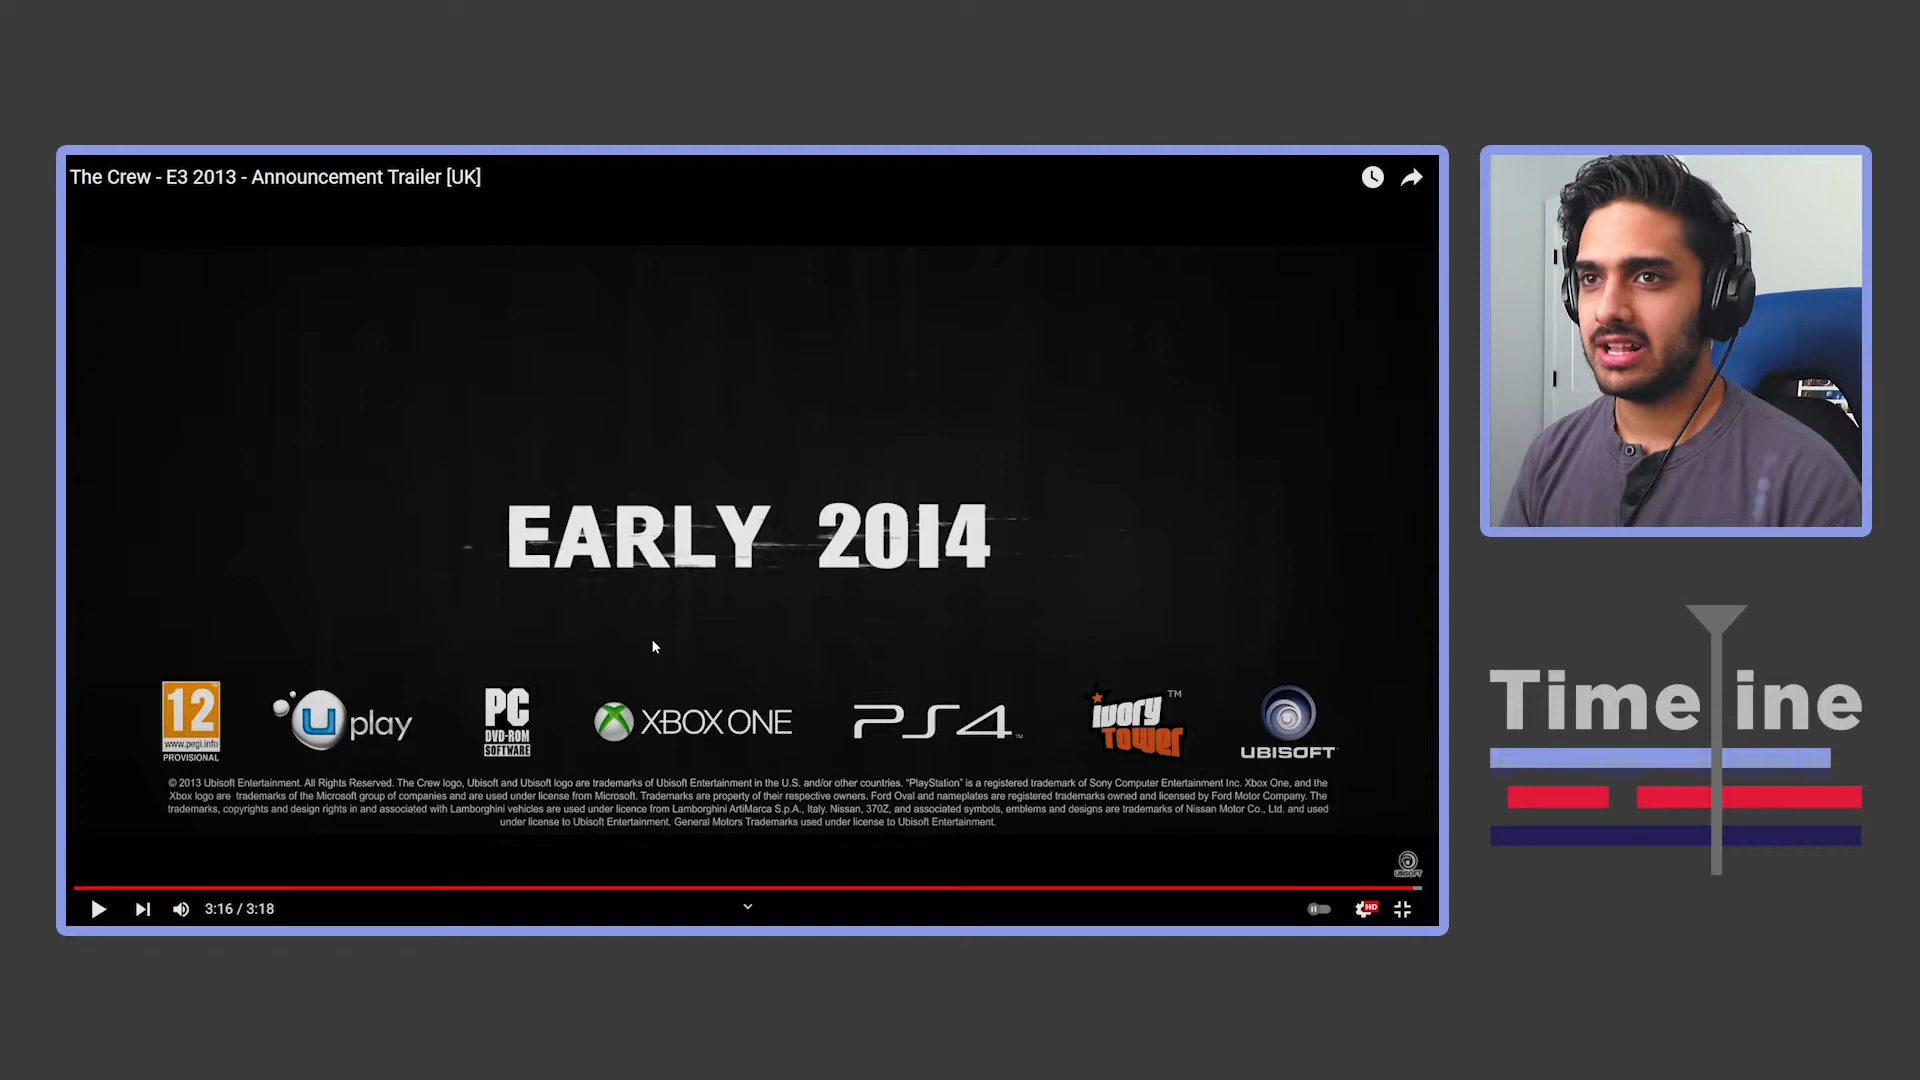 The Crew - E3 2013 - Announcement Trailer [UK]
EARLY 2014
12
www.pegi.info
PROVISIONAL
U play
PC
DVD-ROM
SOFTWARE
XBOX ONE
PS4™
ivory
TOWER
TM
UBISOFT
© 2013 Ubisoft Entertainment. All Rights Reserved. The Crew logo, Ubisoft and Ubisoft logo are trademarks of Ubisoft Entertainment in the U.S. and/or other countries. “PlayStation” is a registered trademark of Sony Computer Entertainment Inc. Xbox One, and the
Xbox logo are trademarks of the Microsoft group of companies and are used under license from Microsoft. Trademarks are property of their respective owners. Ford Oval and nameplates are registered trademarks owned and licensed by Ford Motor Company. The
trademarks, copyrights and design rights in and associated with Lamborghini vehicles are used under licence from Lamborghini ArtiMarca S.p.A., Italy. Nissan, 370Z, and associated symbols, emblems and designs are trademarks of Nissan Motor Co., Ltd. and used
under license to Ubisoft Entertainment. General Motors Trademarks used under license to Ubisoft Entertainment.
UBISOFT
3:16 / 3:18
HD
Timeline